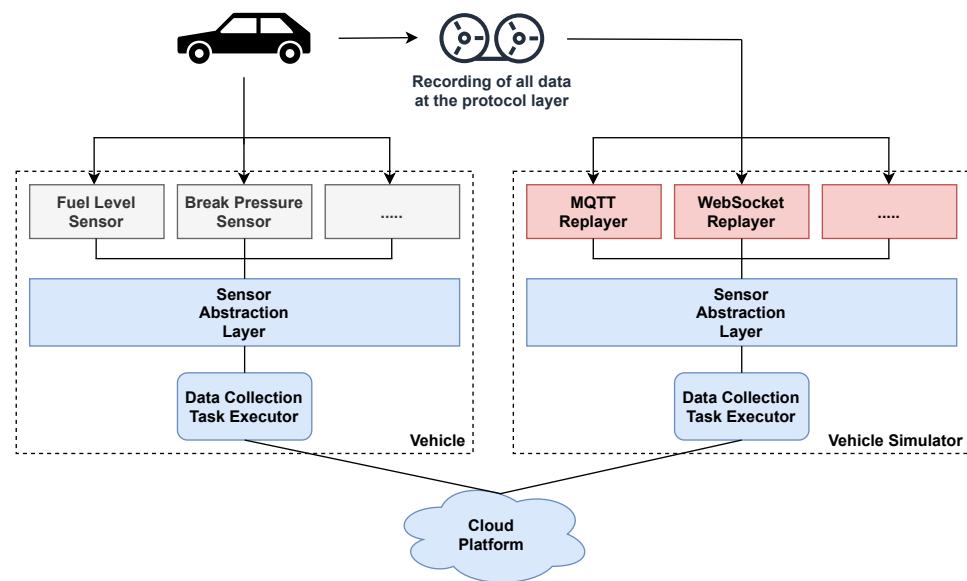 Recording of all data
at the protocol layer
Fuel Level
Sensor
Break Pressure
Sensor
.....
MQTT
Replayer
WebSocket
Replayer
.....
Sensor
Abstraction
Layer
Sensor
Abstraction
Layer
Data Collection
Task Executor
Data Collection
Task Executor
Vehicle
Vehicle Simulator
Cloud
Platform